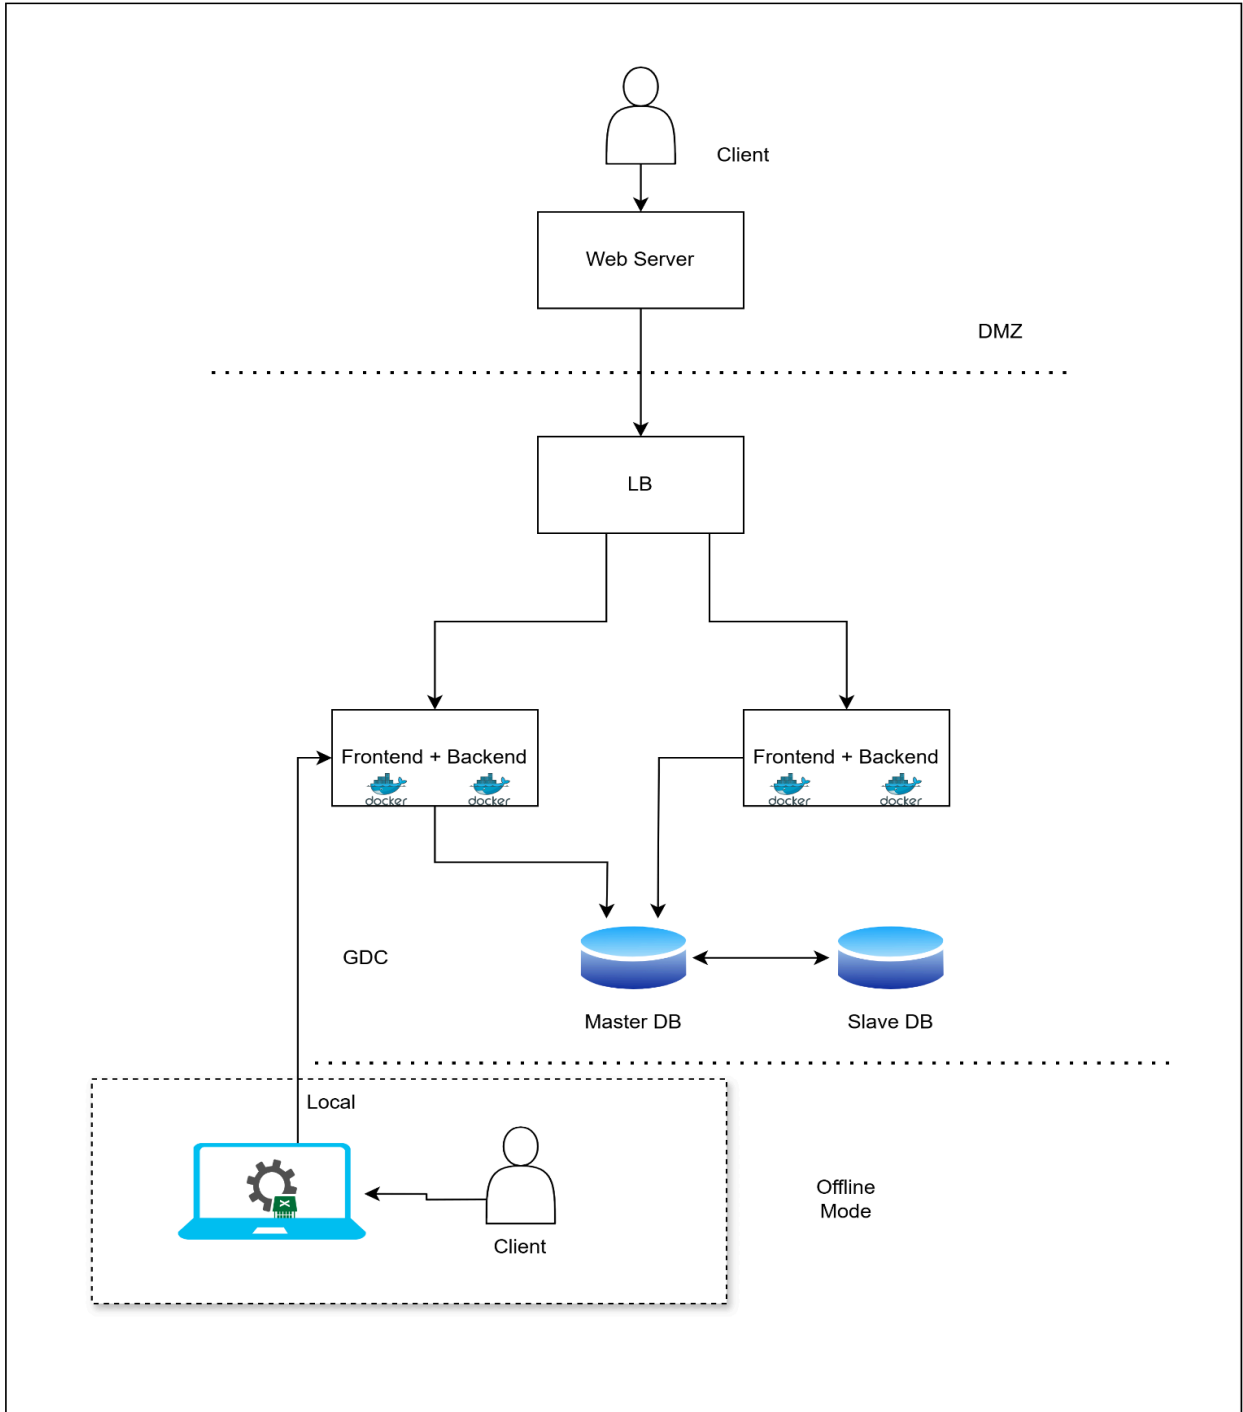 Client
Web Server
DMZ
LB
Frontend + Backend
docker
docker
Frontend + Backend
docker
docker
GDC
Master DB
Slave DB
Local
X
Offline
Mode
Client